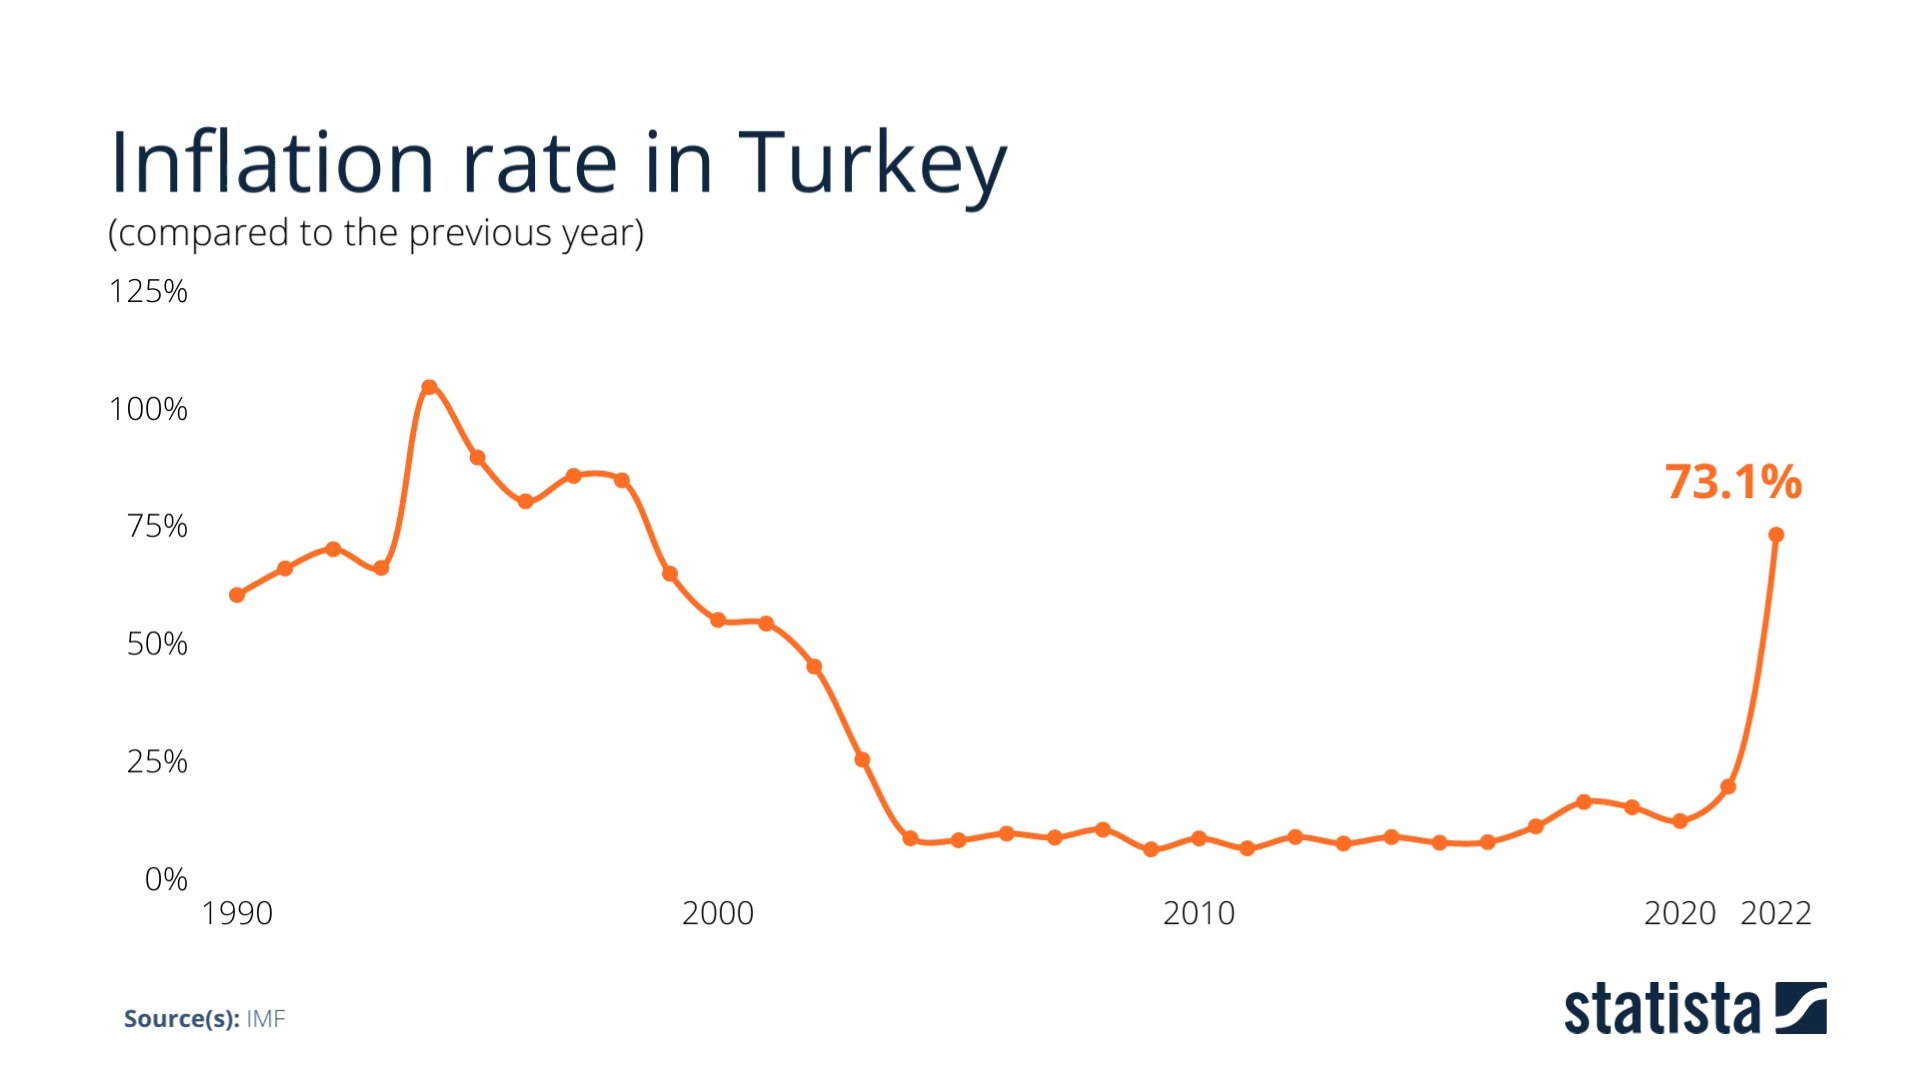 Inflation rate in Turkey
(compared to the previous year)
125%
100%
73.1%
75%
50%
25%
0%
1990 2000 2010 2020 2022
Source(s): IMF
statista